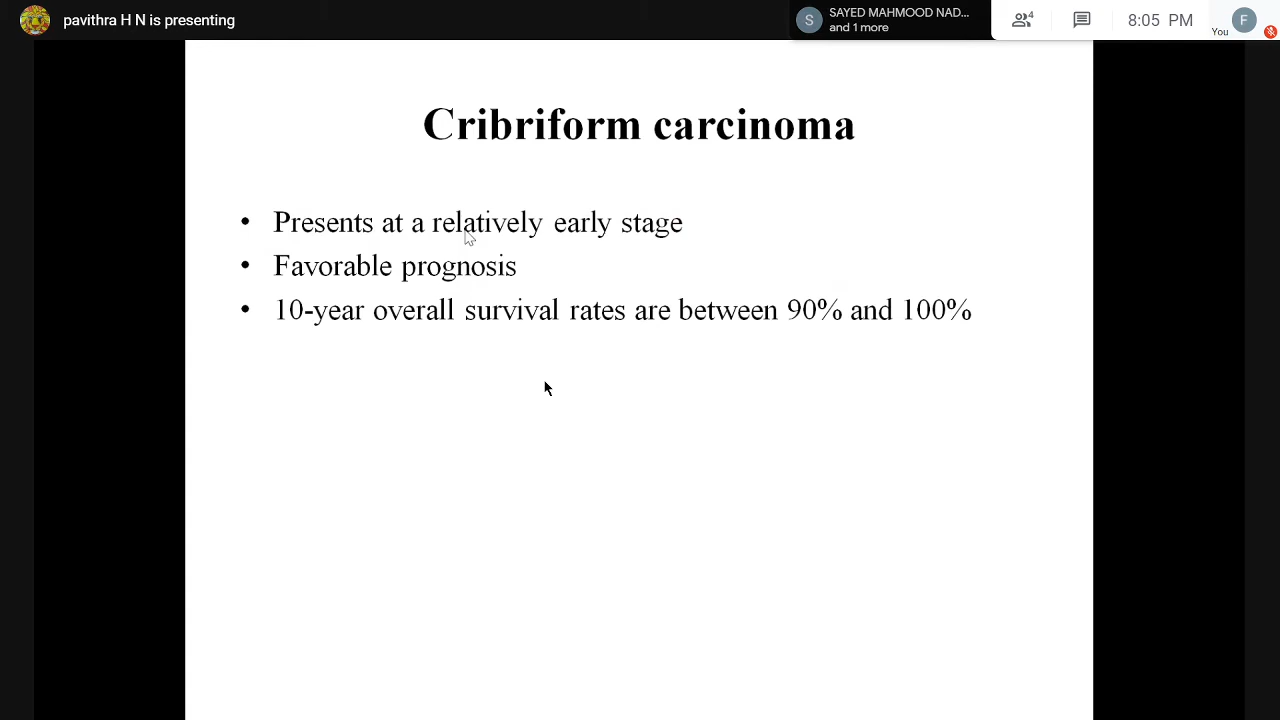 pavithra H N is presenting
S
SAYED MAHMOOD NAD...
and 1 more
4
8:05 PM
You
F
Cribriform carcinoma
• Presents at a relatively early stage
• Favorable prognosis
• 10-year overall survival rates are between 90% and 100%